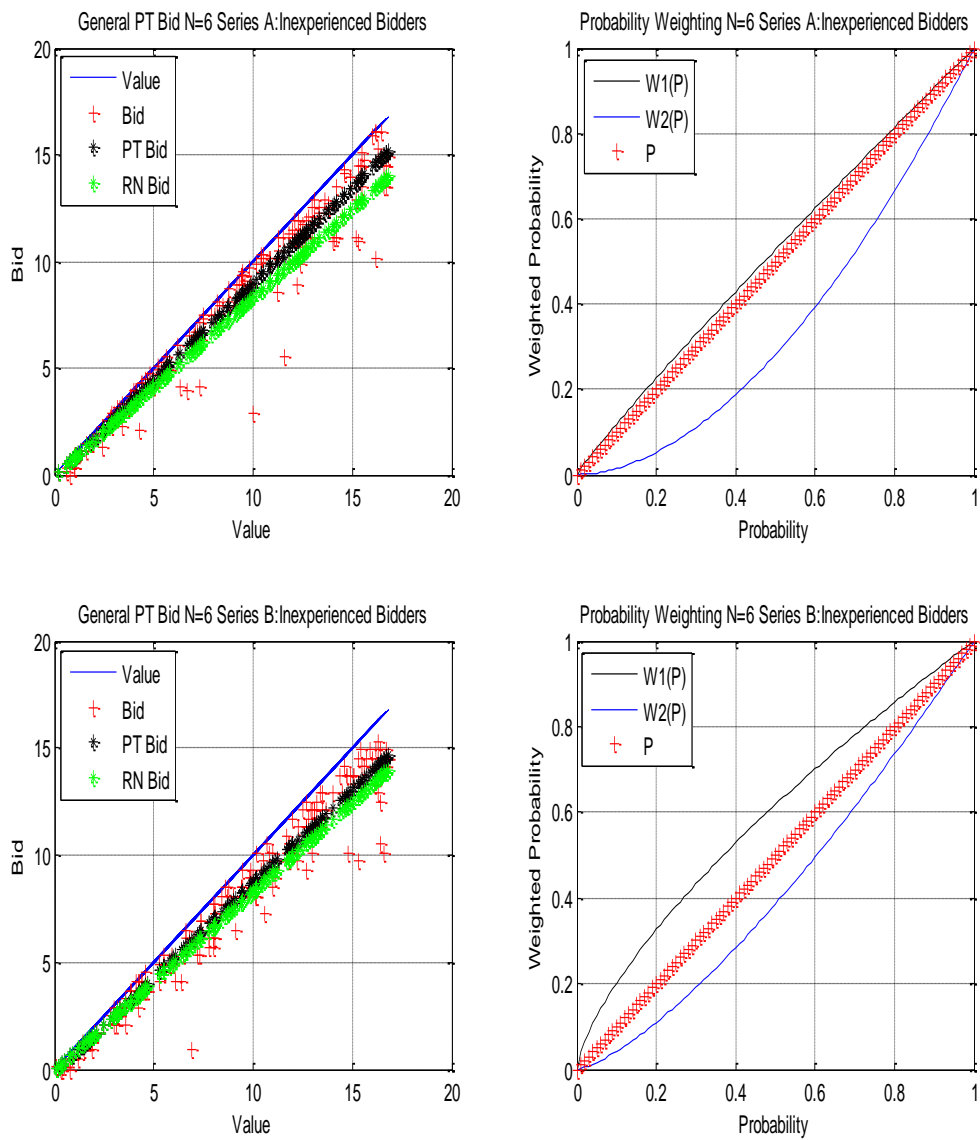 General PT Bid N=6 Series A:Inexperienced Bidders
20
15
10
5
0
Bid
Value
Bid
PT Bid
RN Bid
0 5 10 15 20
Value
Probability Weighting N=6 Series A:Inexperienced Bidders
1
0.8
0.6
0.4
0.2
0
Weighted Probability
W1(P)
W2(P)
P
0 0.2 0.4 0.6 0.8 1
Probability
General PT Bid N=6 Series B:Inexperienced Bidders
20
15
10
5
0
Bid
Value
Bid
PT Bid
RN Bid
0 5 10 15 20
Value
Probability Weighting N=6 Series B:Inexperienced Bidders
1
0.8
0.6
0.4
0.2
0
Weighted Probability
W1(P)
W2(P)
P
0 0.2 0.4 0.6 0.8 1
Probability